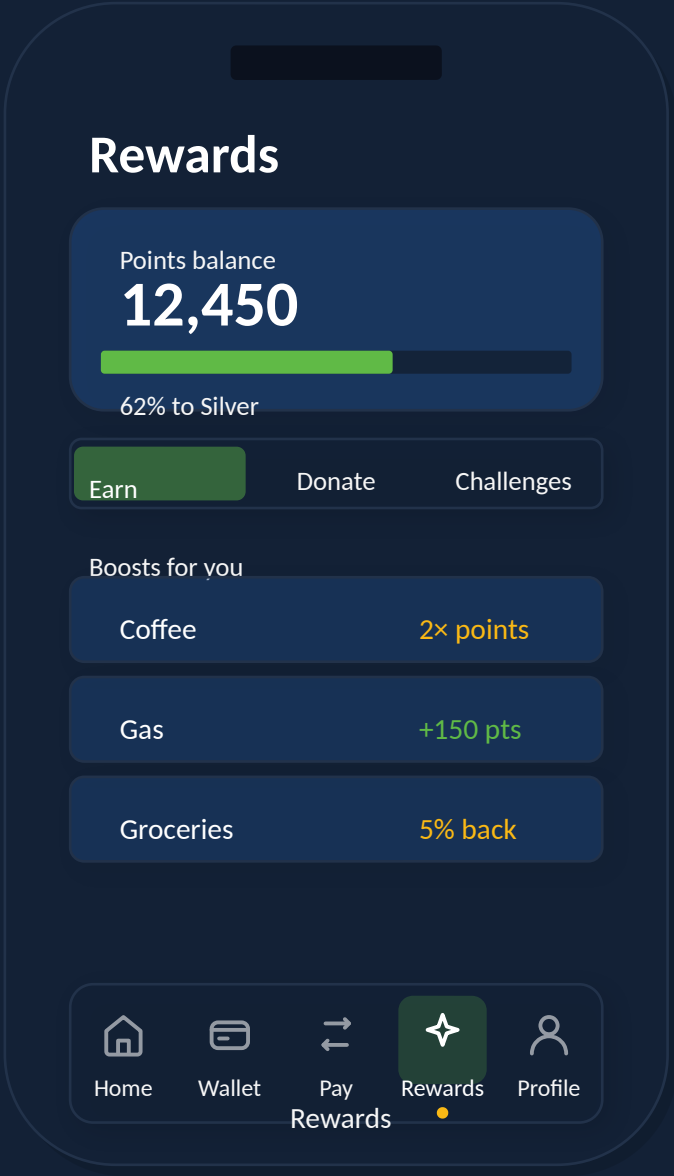 Rewards
Points balance
12,450
62% to Silver
Earn Donate Challenges
Boosts for you
Coffee 2× points
Gas +150 pts
Groceries 5% back
Home Wallet Pay Rewards Profile
Rewards